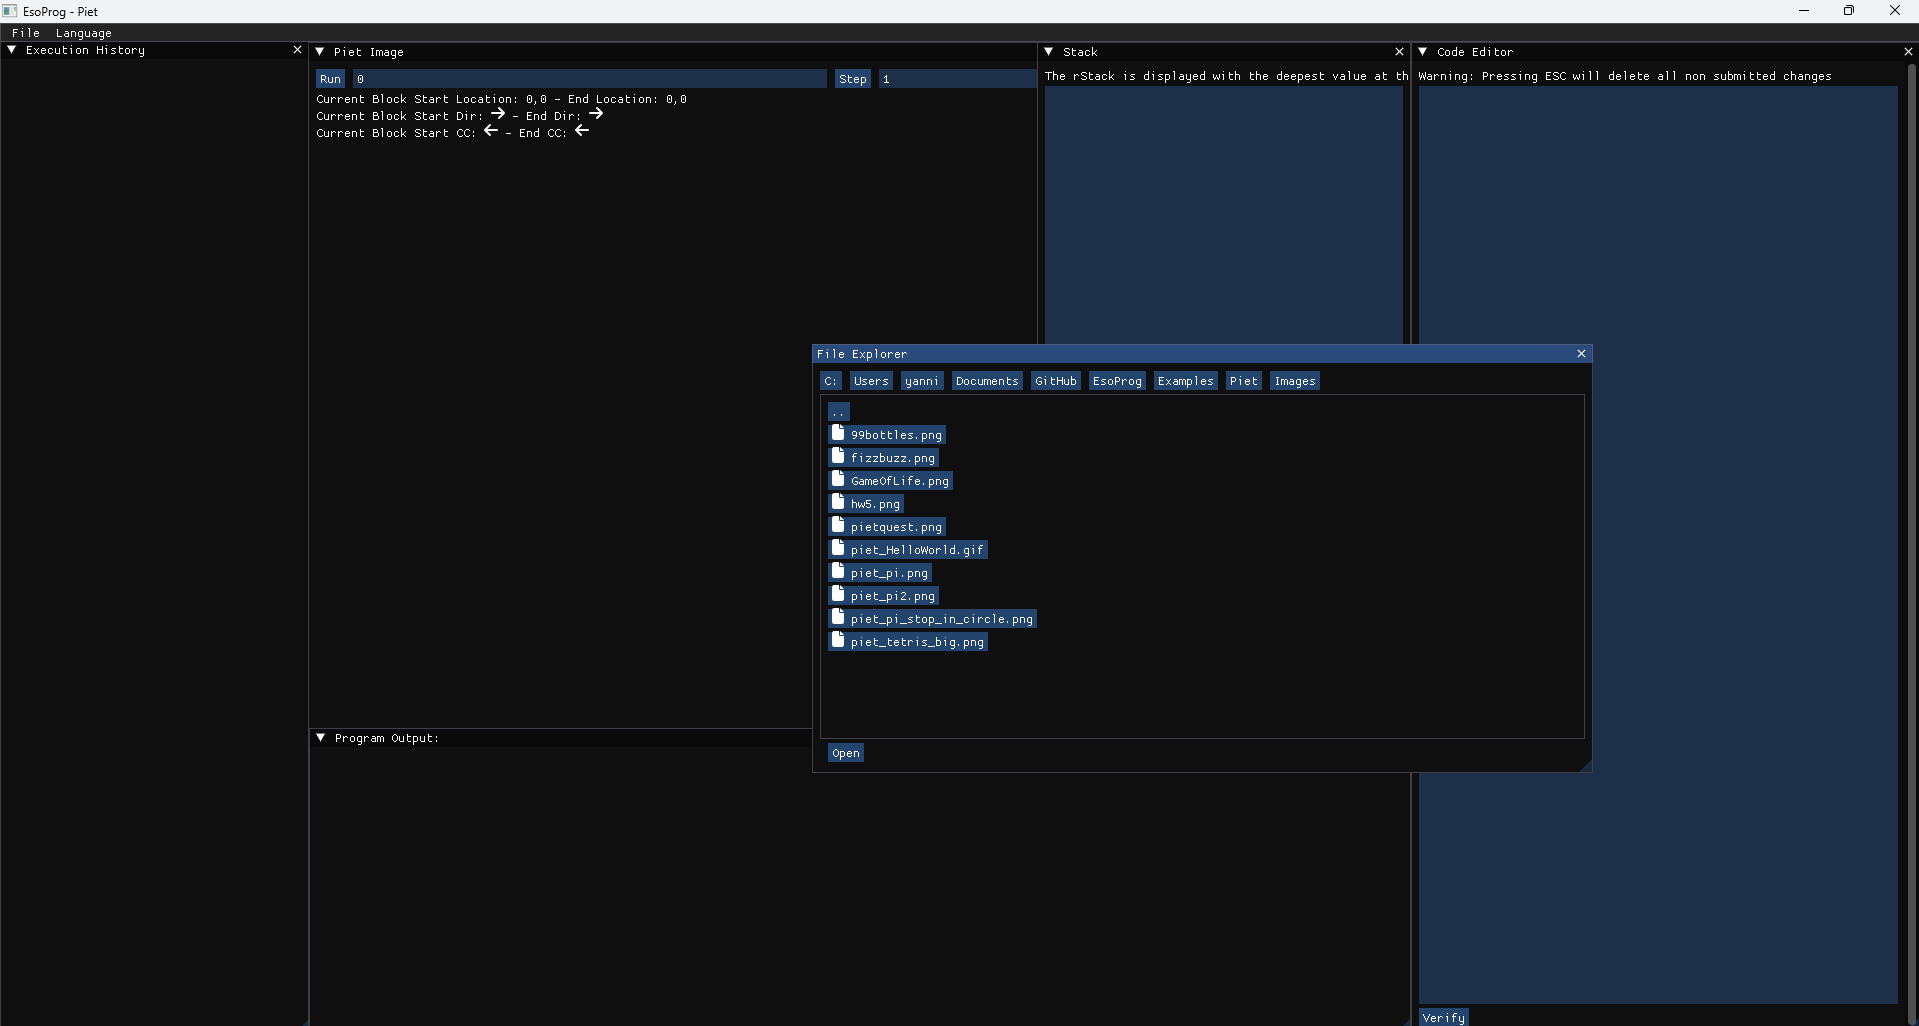 EsoProg - Piet
File Language
Execution History
Piet Image
Run 0 Step 1
Current Block Start Location: 0,0 - End Location: 0,0
Current Block Start Dir: → - End Dir: →
Current Block Start CC: ← - End CC: ←
Program Output:
Stack
The rStack is displayed with the deepest value at th
Code Editor
Warning: Pressing ESC will delete all non submitted changes
Verify
File Explorer
C: Users yanni Documents GitHub EsoProg Examples Piet Images
..
99bottles.png
fizzbuzz.png
GameOfLife.png
hw5.png
pietquest.png
piet_HelloWorld.gif
piet_pi.png
piet_pi2.png
piet_pi_stop_in_circle.png
piet_tetris_big.png
Open